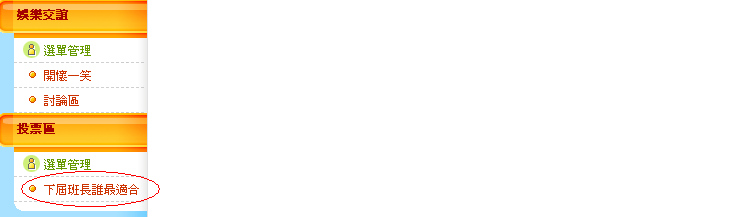 娛樂交誼
選單管理
開懷一笑
討論區
投票區
選單管理
下屆班長誰最適合